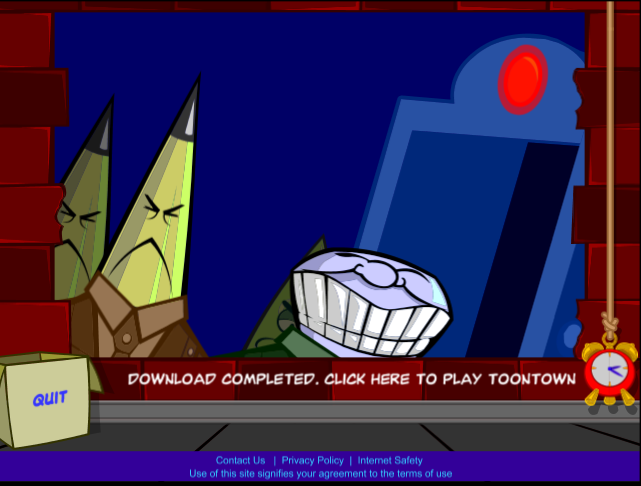 DOWNLOAD COMPLETED. CLICK HERE TO PLAY TOONTOWN
QUIT
Contact Us | Privacy Policy | Internet Safety
Use of this site signifies your agreement to the terms of use